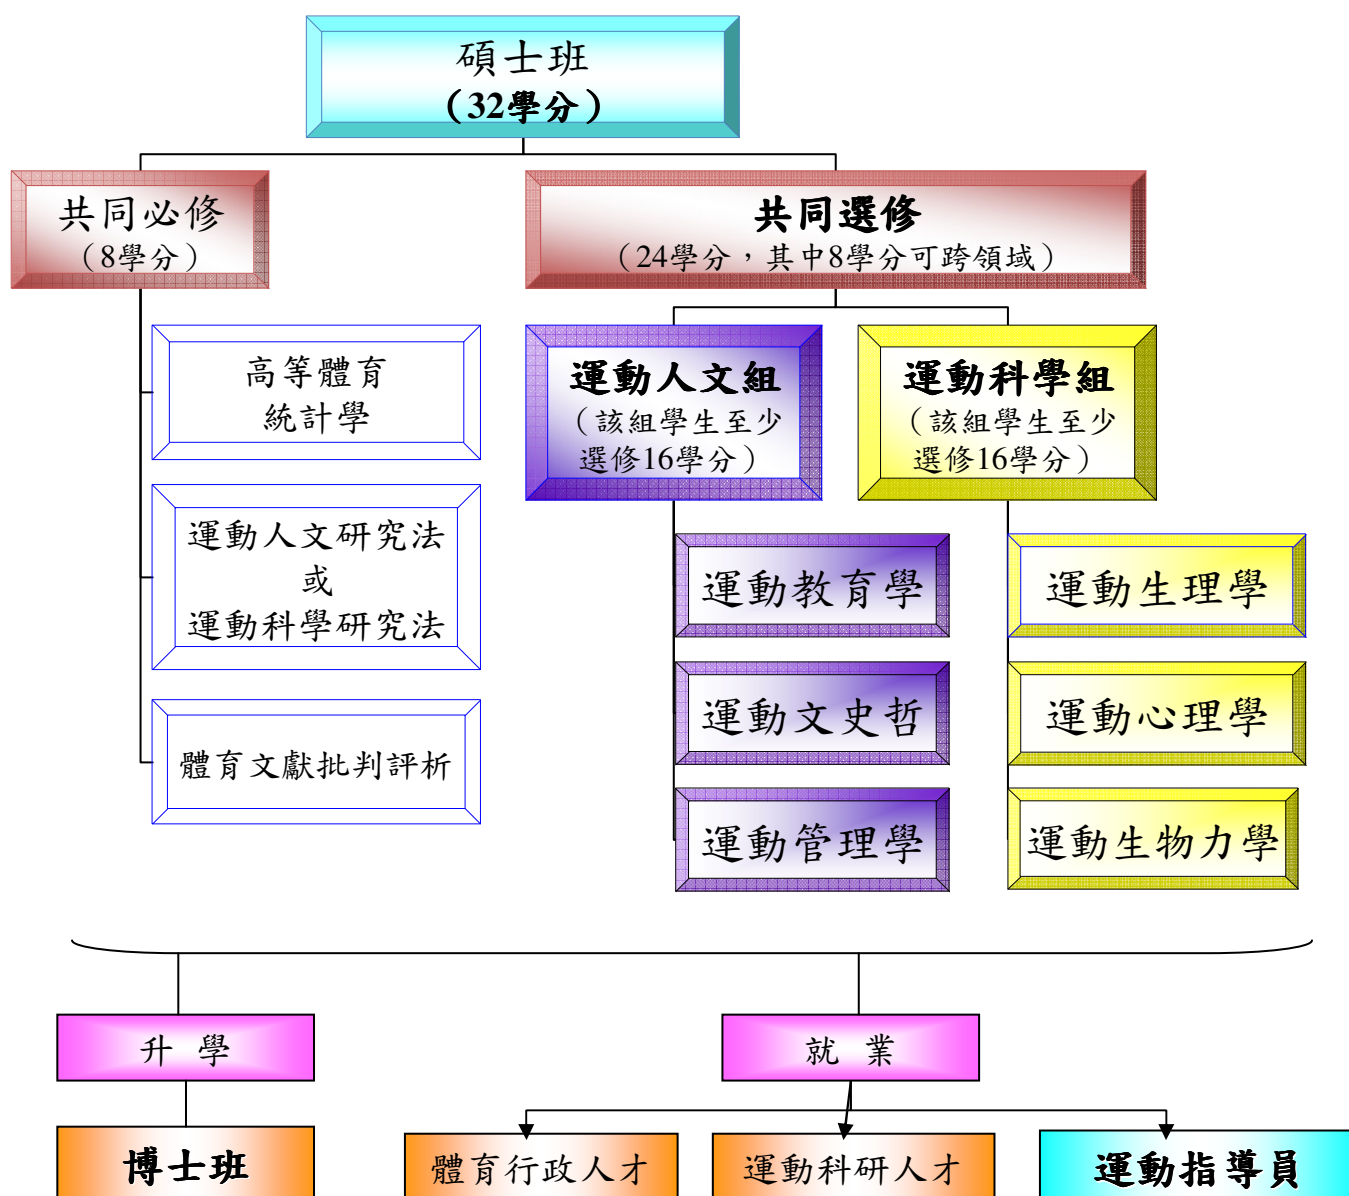 碩士班
（32學分）
共同必修
（8學分）
共同選修
（24學分，其中8學分可跨領域）
高等體育
統計學
運動人文研究法
或
運動科學研究法
體育文獻批判評析
運動人文組
（該組學生至少
選修16學分）
運動教育學
運動文史哲
運動管理學
運動科學組
（該組學生至少
選修16學分）
運動生理學
運動心理學
運動生物力學
升 學
就 業
博士班
體育行政人才
運動科研人才
運動指導員